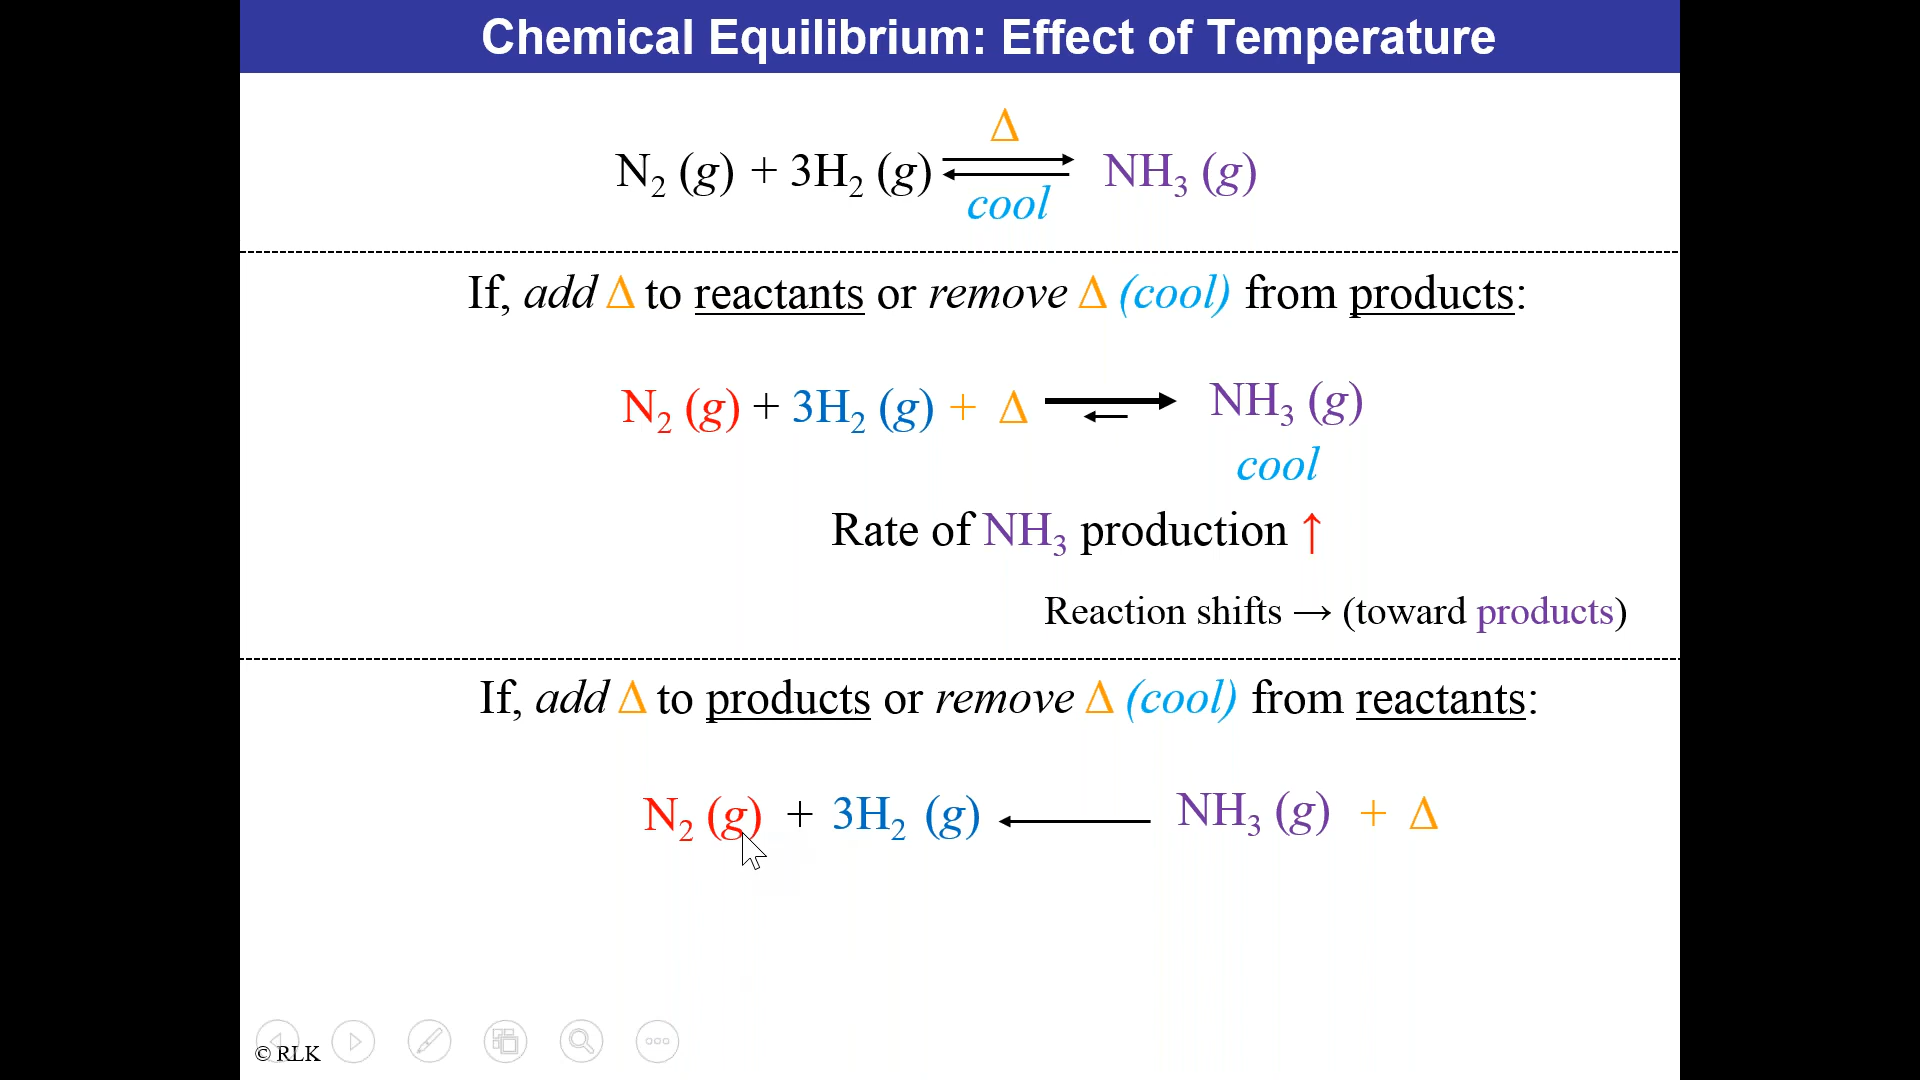 Chemical Equilibrium: Effect of Temperature
Δ
N₂ (g) + 3H₂ (g) ⇄ NH₃ (g)
cool
If, add Δ to reactants or remove Δ (cool) from products:
N₂ (g) + 3H₂ (g) + Δ ⇄ NH₃ (g)
cool
Rate of NH₃ production ↑
Reaction shifts → (toward products)
If, add Δ to products or remove Δ (cool) from reactants:
N₂ (g) + 3H₂ (g) ← NH₃ (g) + Δ
© RLK